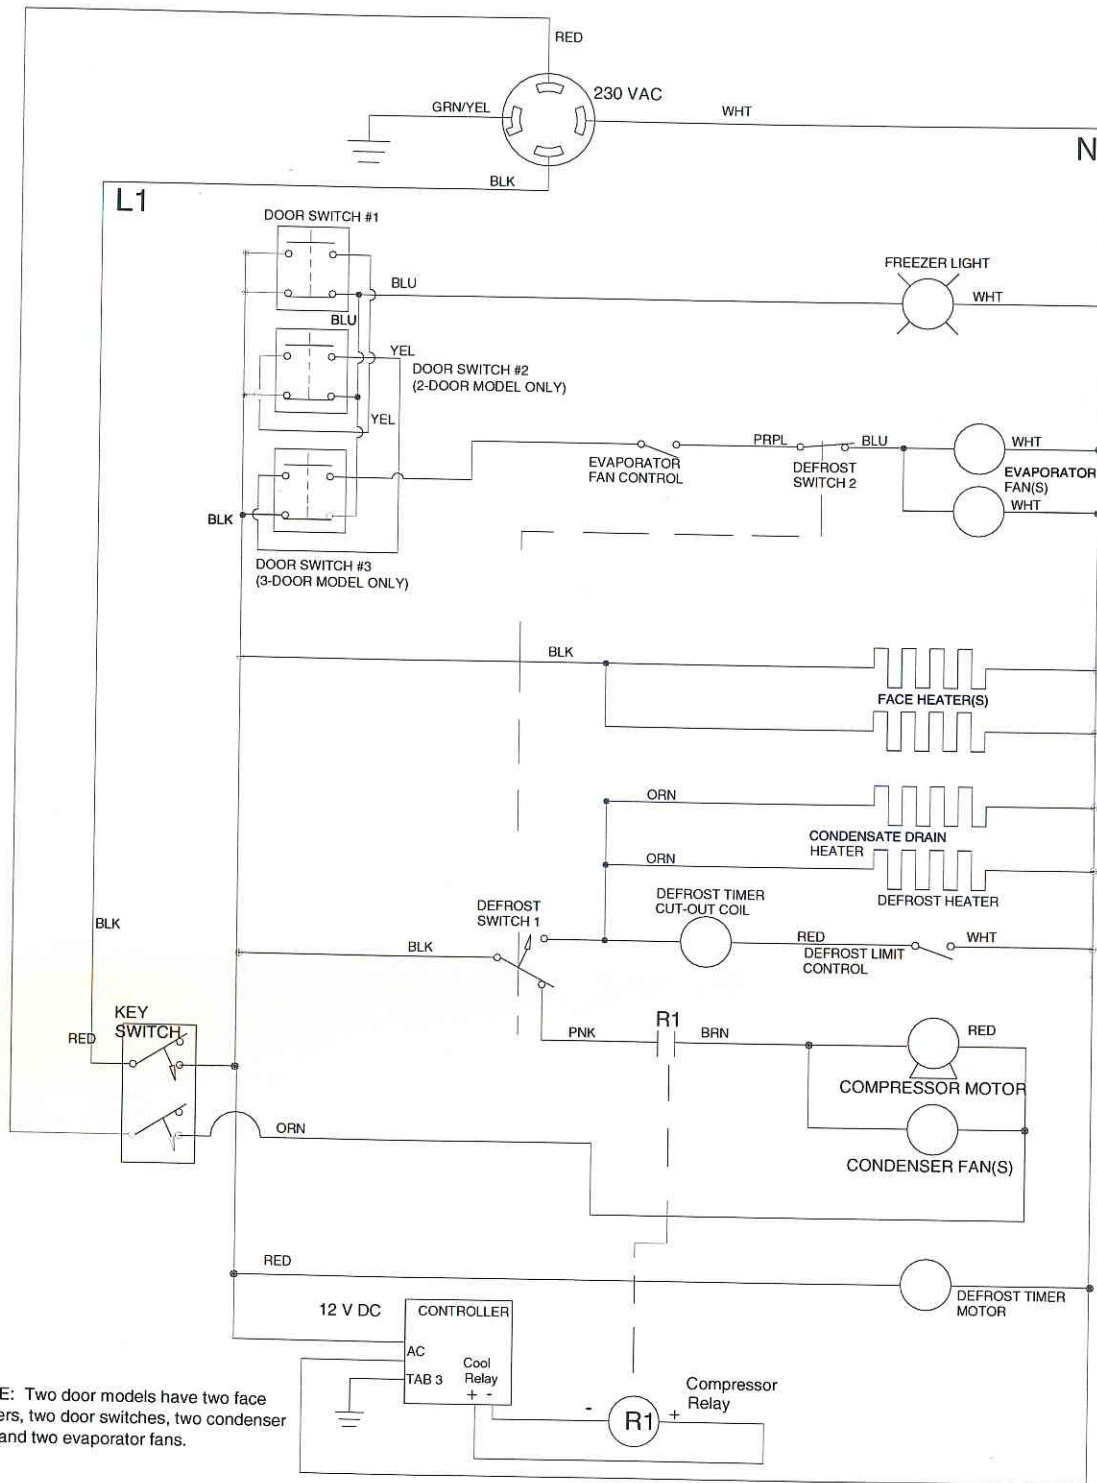 RED
230 VAC
GRN/YEL
WHT
N
BLK
L1
DOOR SWITCH #1
FREEZER LIGHT
BLU
WHT
BLU
YEL
DOOR SWITCH #2
(2-DOOR MODEL ONLY)
YEL
PRPL
BLU
WHT
EVAPORATOR
FAN CONTROL
DEFROST
SWITCH 2
EVAPORATOR
FAN(S)
WHT
BLK
DOOR SWITCH #3
(3-DOOR MODEL ONLY)
BLK
FACE HEATER(S)
ORN
CONDENSATE DRAIN
HEATER
ORN
DEFROST HEATER
DEFROST TIMER
CUT-OUT COIL
DEFROST
SWITCH 1
BLK
BLK
RED
WHT
DEFROST LIMIT
CONTROL
KEY
SWITCH
RED
PNK
R1
BRN
RED
COMPRESSOR MOTOR
ORN
CONDENSER FAN(S)
RED
DEFROST TIMER
MOTOR
12 V DC
CONTROLLER
AC
TAB 3
Cool
Relay
+ -
Compressor
Relay
- R1 +
E: Two door models have two face
ers, two door switches, two condenser
and two evaporator fans.